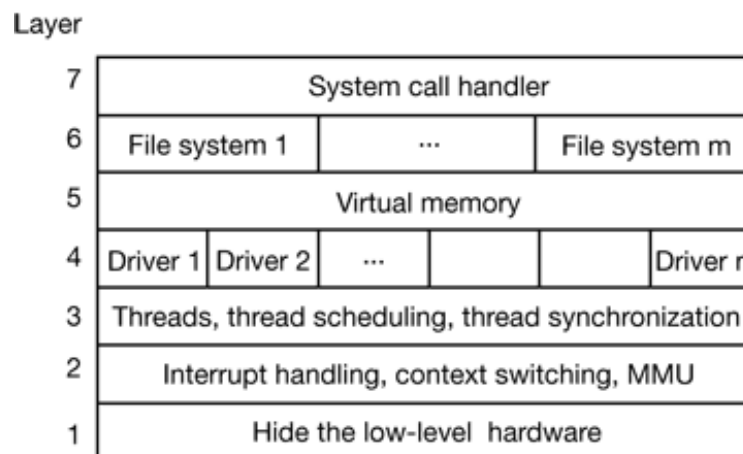 Layer
7 System call handler
6 File system 1 ... File system m
5 Virtual memory
4 Driver 1 Driver 2 ... Driver
3 Threads, thread scheduling, thread synchronization
2 Interrupt handling, context switching, MMU
1 Hide the low-level hardware